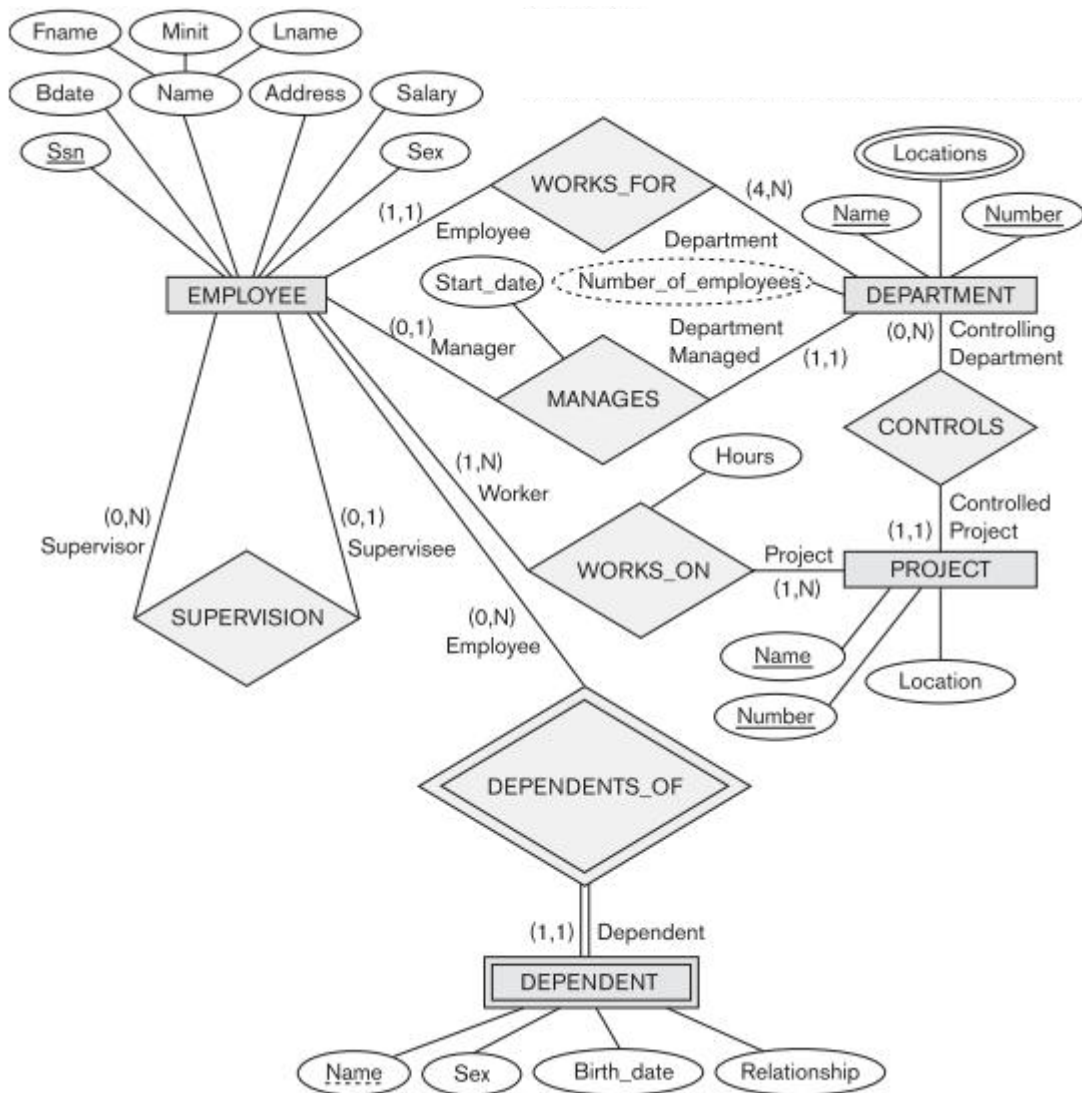 Fname
Minit
Lname
Bdate
Name
Address
Salary
Ssn
Sex
WORKS_FOR
Locations
Name
Number
(1,1)
Employee
(4,N)
Department
Start_date
Number_of_employees
EMPLOYEE
DEPARTMENT
(0,1)
Manager
Department
Managed
(1,1)
(0,N)
Controlling
Department
MANAGES
CONTROLS
Hours
(1,N)
Worker
(0,N)
Supervisor
(0,1)
Supervisee
Controlled
Project
(1,1)
WORKS_ON
Project
(1,N)
PROJECT
SUPERVISION
(0,N)
Employee
Name
Number
Location
DEPENDENTS_OF
(1,1)
Dependent
DEPENDENT
Name
Sex
Birth_date
Relationship